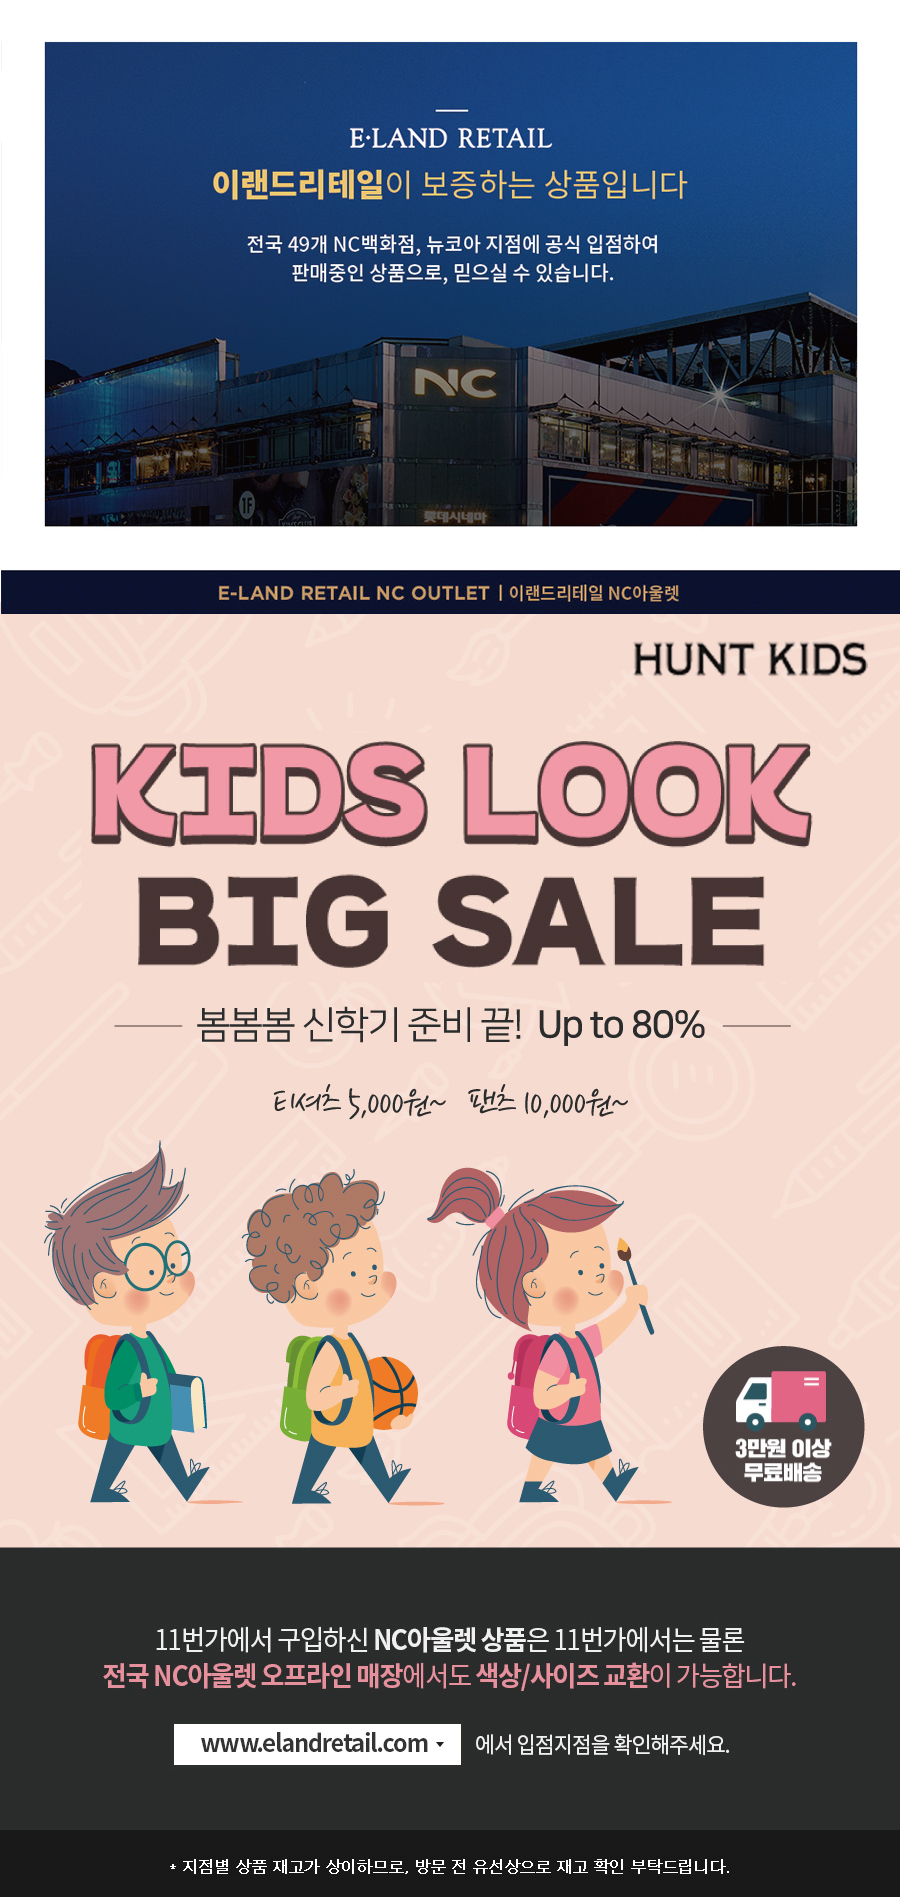 E·LAND RETAIL
이랜드리테일이 보증하는 상품입니다
전국 49개 NC백화점, 뉴코아 지점에 공식 입점하여
판매중인 상품으로, 믿으실 수 있습니다.
NC
1F
롯데시네마
E-LAND RETAIL NC OUTLET | 이랜드리테일 NC아울렛
HUNT KIDS
KIDS LOOK
BIG SALE
봄봄봄 신학기 준비 끝! Up to 80%
티셔츠 5,000원~ 팬츠 10,000원~
3만원 이상
무료배송
11번가에서 구입하신 NC아울렛 상품은 11번가에서는 물론
전국 NC아울렛 오프라인 매장에서도 색상/사이즈 교환이 가능합니다.
www.elandretail.com 에서 입점지점을 확인해주세요.
* 지점별 상품 재고가 상이하므로, 방문 전 유선상으로 재고 확인 부탁드립니다.